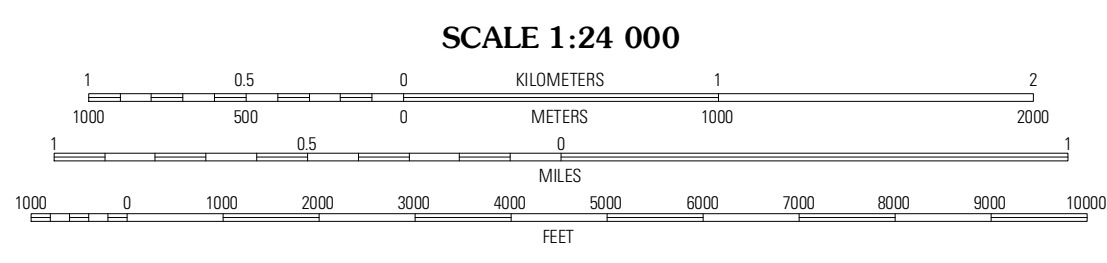 SCALE 1:24 000
1 0.5 0 KILOMETERS 1 2
1000 500 0 METERS 1000 2000
1 0.5 0 1
MILES
1000 0 1000 2000 3000 4000 5000 6000 7000 8000 9000 10000
FEET